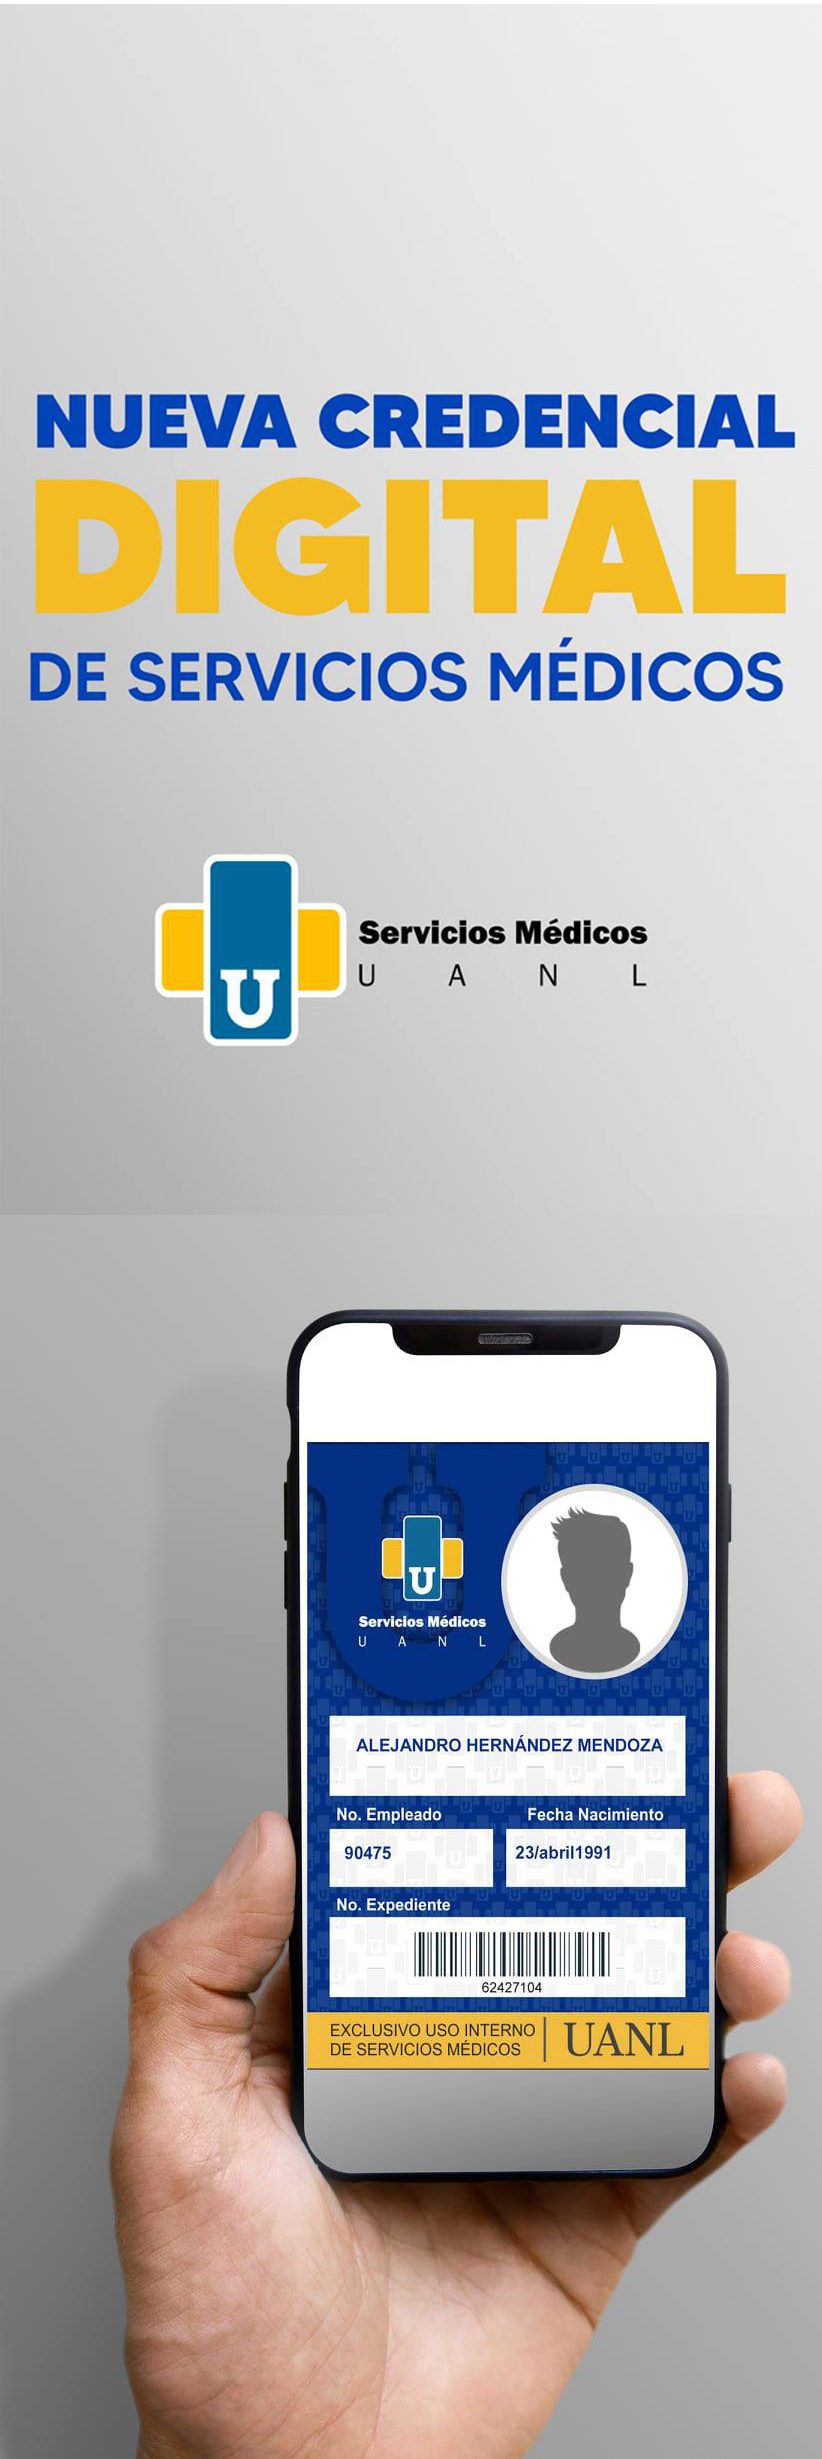 NUEVA CREDENCIAL
DIGITAL
DE SERVICIOS MÉDICOS
U
Servicios Médicos
U A N L
U
Servicios Médicos
U A N L
ALEJANDRO HERNÁNDEZ MENDOZA
No. Empleado
Fecha Nacimiento
90475
23/abril1991
No. Expediente
62427104
EXCLUSIVO USO INTERNO
DE SERVICIOS MÉDICOS
UANL